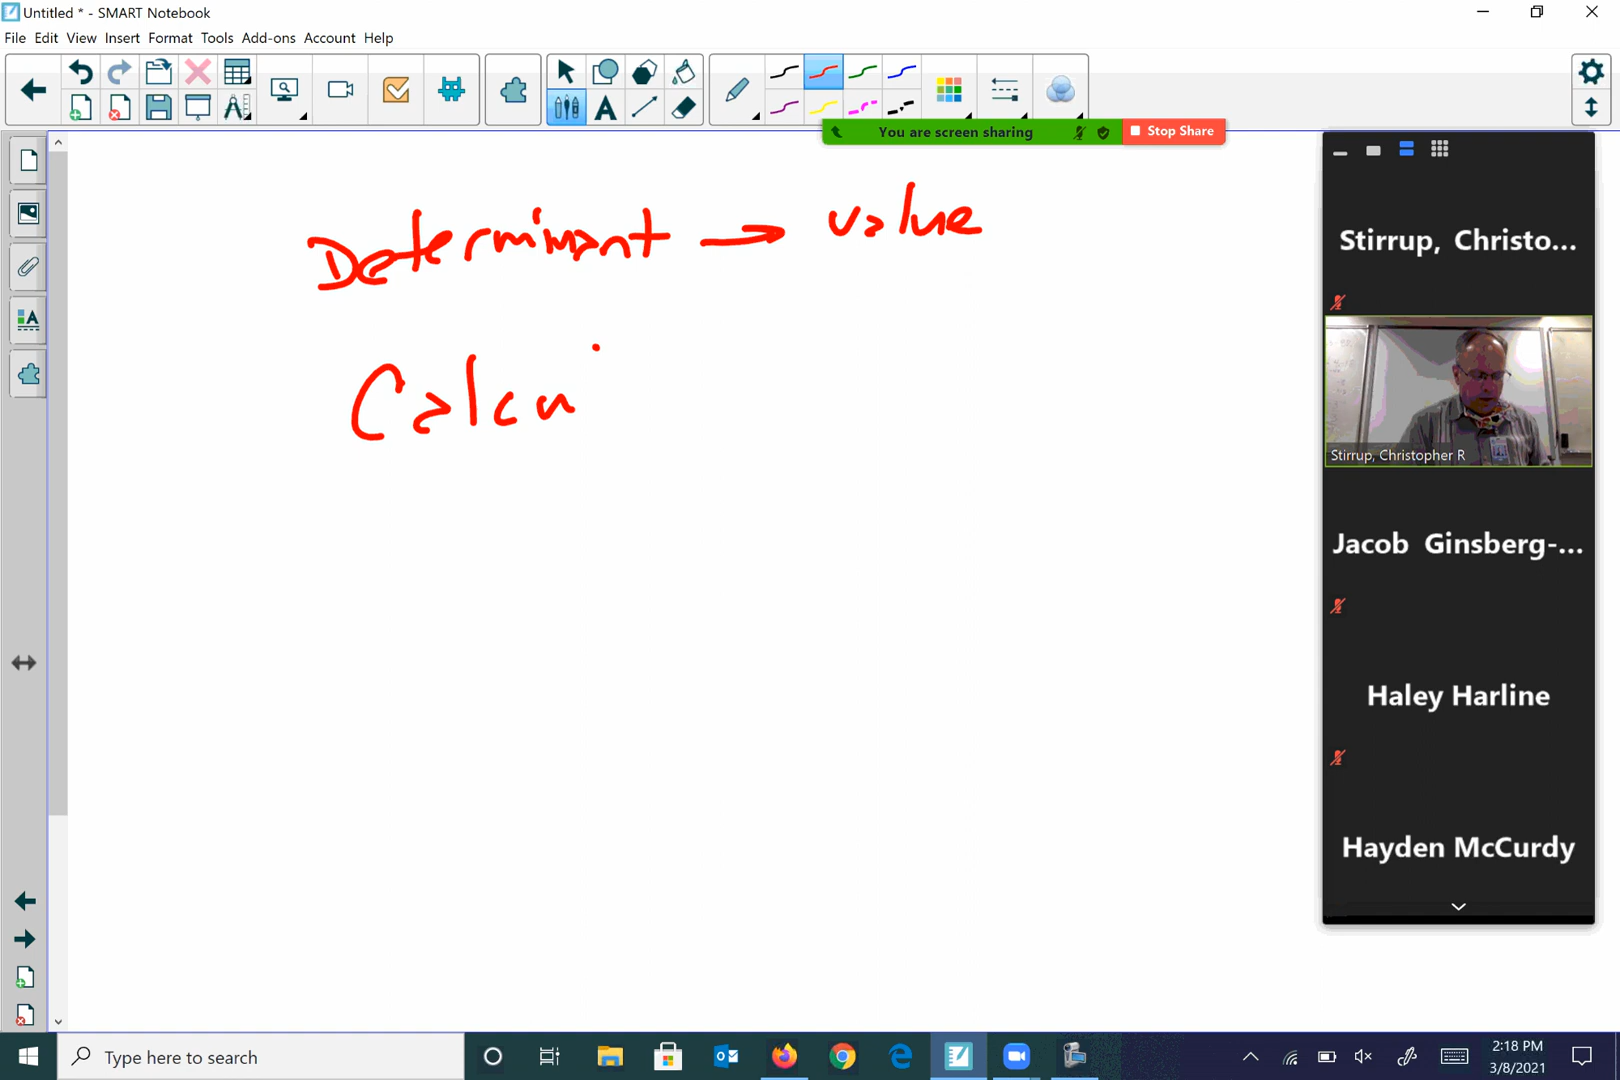 Untitled * - SMART Notebook
File Edit View Insert Format Tools Add-ons Account Help
You are screen sharing
Stop Share
Determinant → value
Calcu
Stirrup, Christo...
Stirrup, Christopher R
Jacob Ginsberg-...
Haley Harline
Hayden McCurdy
Type here to search
2:18 PM
3/8/2021